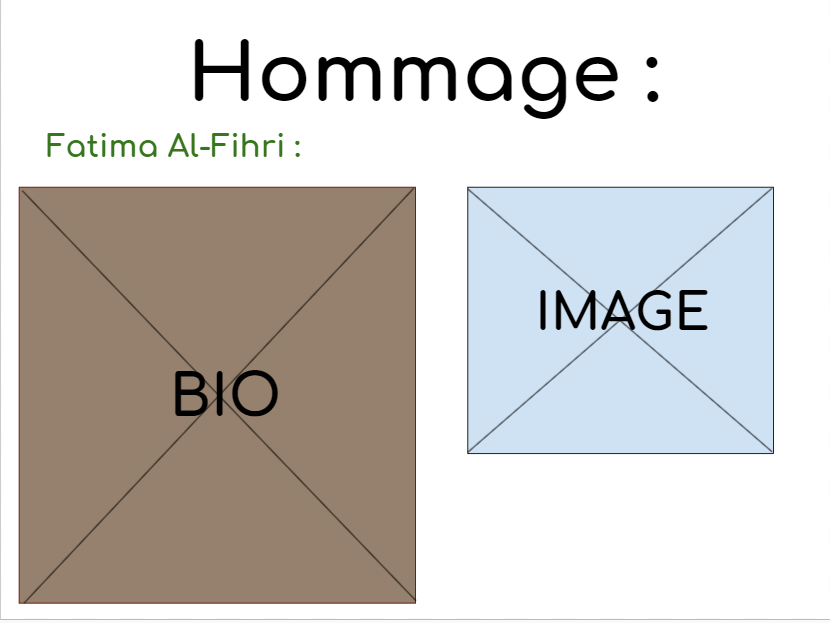 Hommage :
Fatima Al-Fihri :
BIO
IMAGE